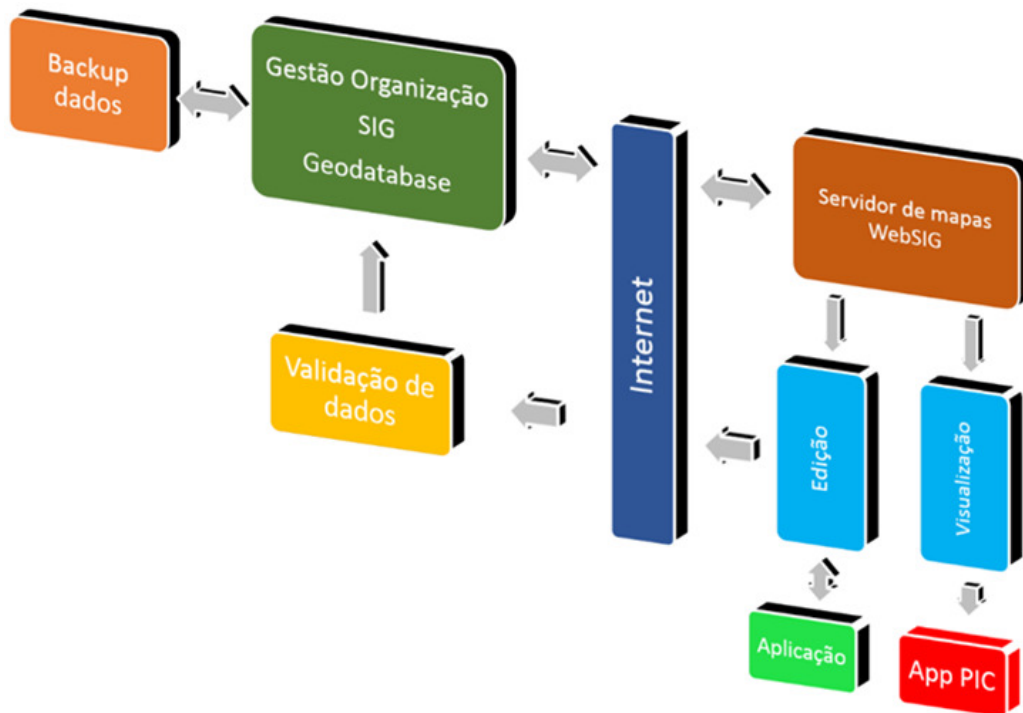 Backup
dados
Gestão Organização
SIG
Geodatabase
Internet
Servidor de mapas
WebSIG
Validação de
dados
Edição
Visualização
Aplicação
App PIC